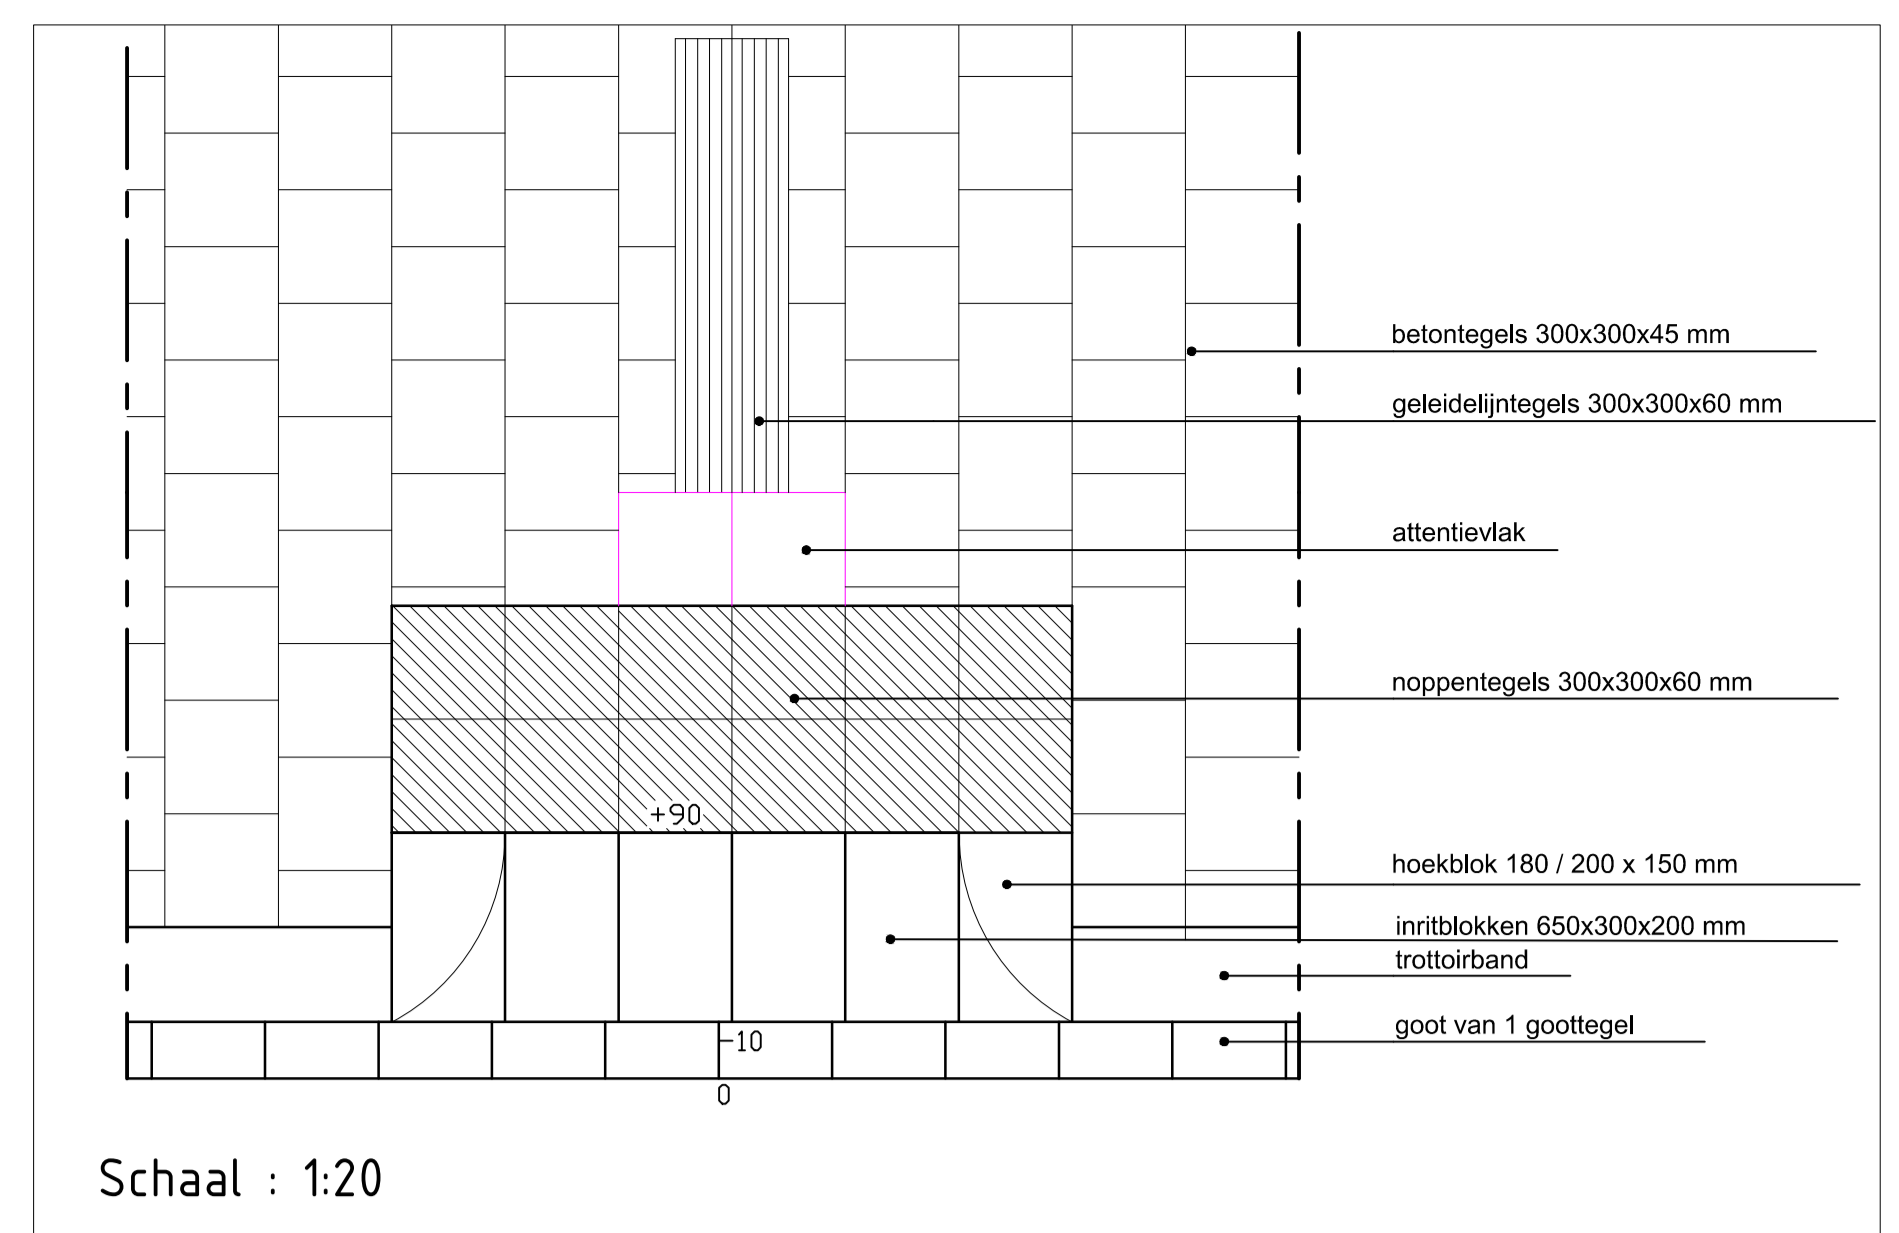 betontegels 300x300x45 mm
geleidelijntegels 300x300x60 mm
attentievlak
noppentegels 300x300x60 mm
+90
hoekblok 180 / 200 x 150 mm
inritblokken 650x300x200 mm
trottoirband
goot van 1 goottegel
-10
0
Schaal : 1:20